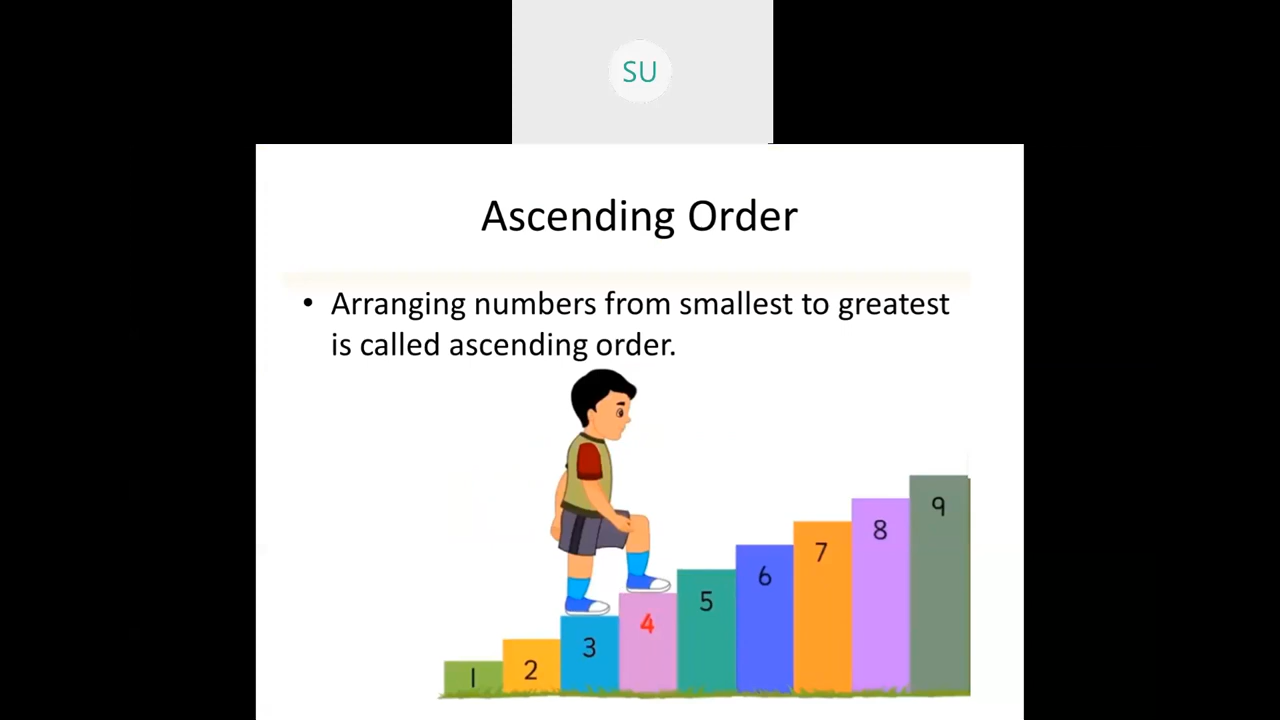 SU
Ascending Order
• Arranging numbers from smallest to greatest
is called ascending order.
1 2 3 4 5 6 7 8 9